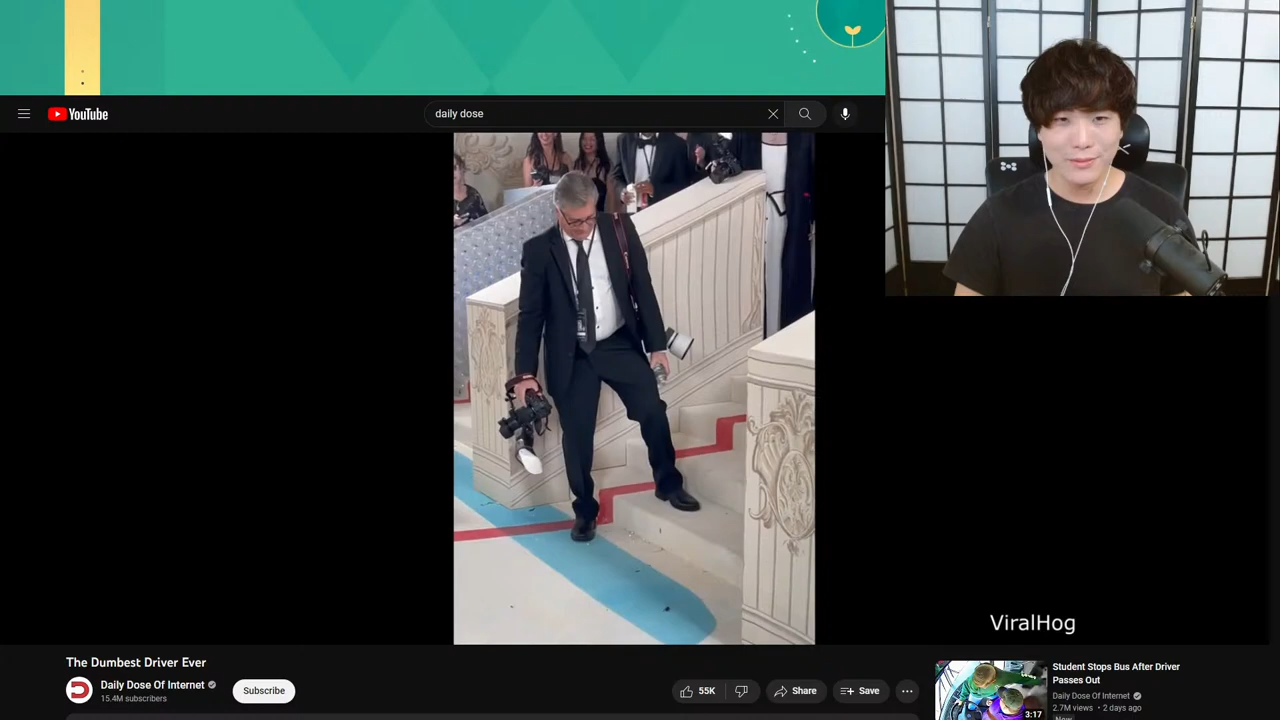 YouTube
daily dose
ViralHog
The Dumbest Driver Ever
Daily Dose Of Internet
15.4M subscribers
Subscribe
55K
Share
Save
Student Stops Bus After Driver
Passes Out
Daily Dose Of Internet
2.7M views • 2 days ago
3:17